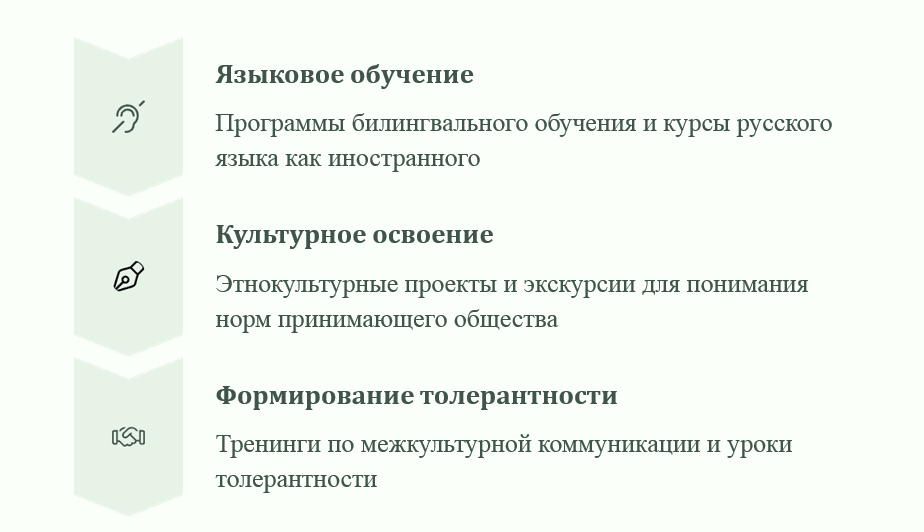 Языковое обучение
Программы билингвального обучения и курсы русского
языка как иностранного
Культурное освоение
Этнокультурные проекты и экскурсии для понимания
норм принимающего общества
Формирование толерантности
Тренинги по межкультурной коммуникации и уроки
толерантности